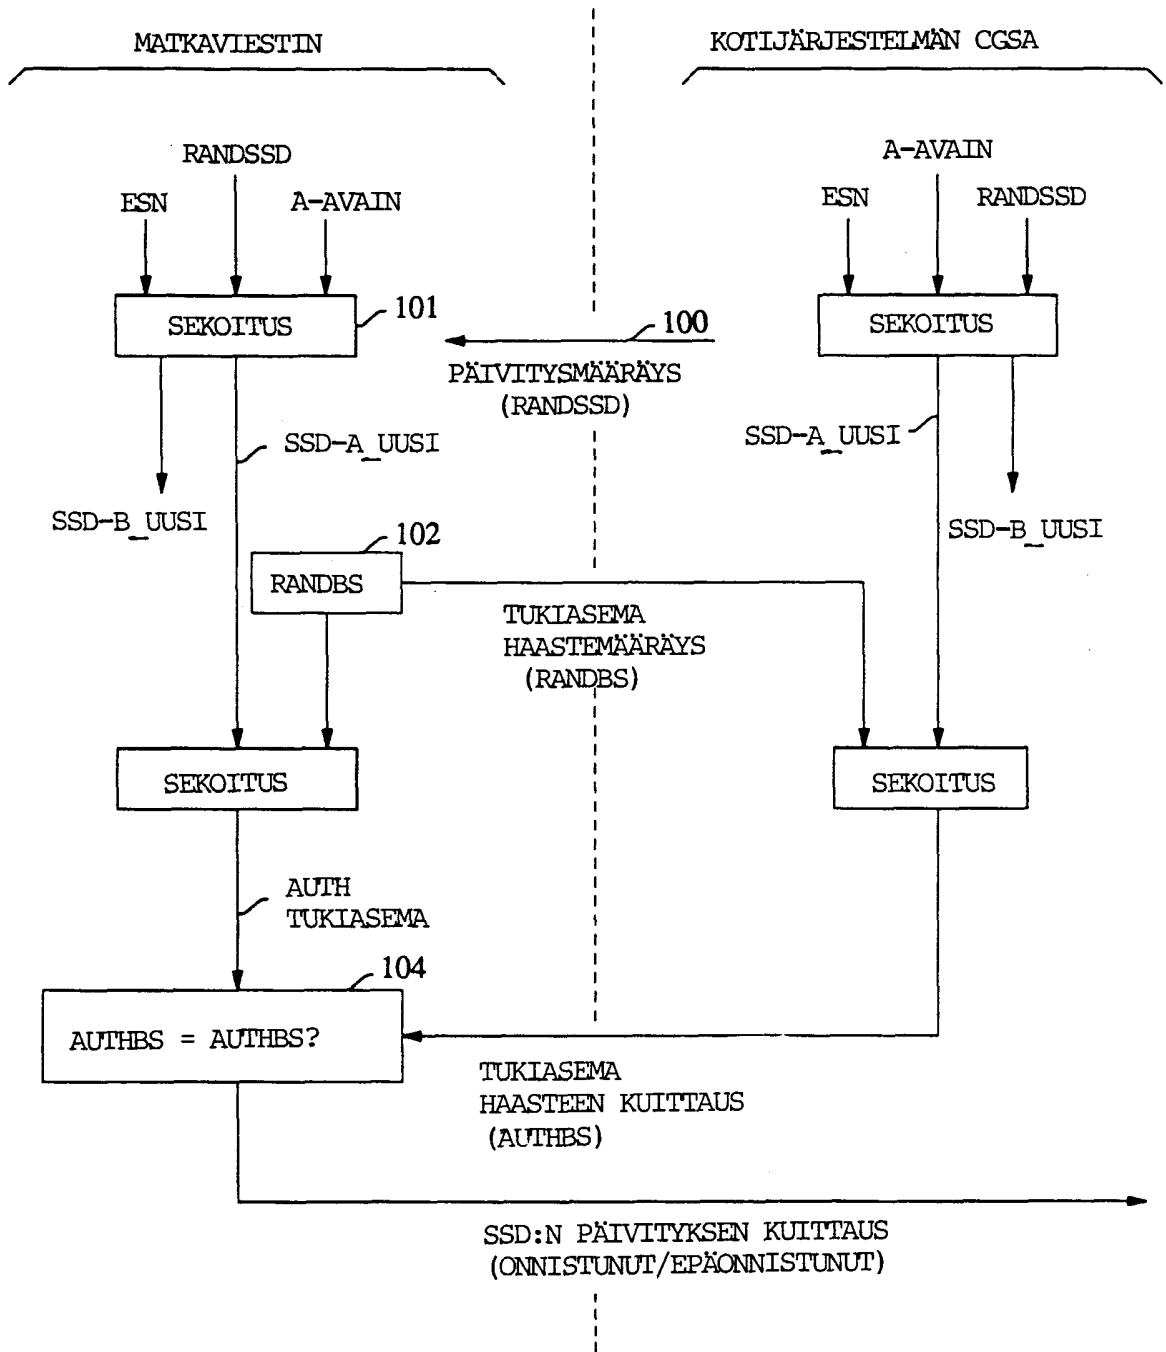 MATKAVIESTIN
KOTIJÄRJESTELMÄN CGSA
RANDSSD
ESN
A-AVAIN
A-AVAIN
ESN
RANDSSD
SEKOITUS
101
100
SEKOITUS
PÄIVITYSMÄÄRÄYS
(RANDSSD)
SSD-A_UUSI
SSD-A_UUSI
SSD-B_UUSI
SSD-B_UUSI
102
RANDBS
TUKIASEMA
HAASTEMÄÄRÄYS
(RANDBS)
SEKOITUS
SEKOITUS
AUTH
TUKIASEMA
104
AUTHBS = AUTHBS?
TUKIASEMA
HAASTEEN KUITTAUS
(AUTHBS)
SSD:N PÄIVITYKSEN KUITTAUS
(ONNISTUNUT/EPÄONNISTUNUT)